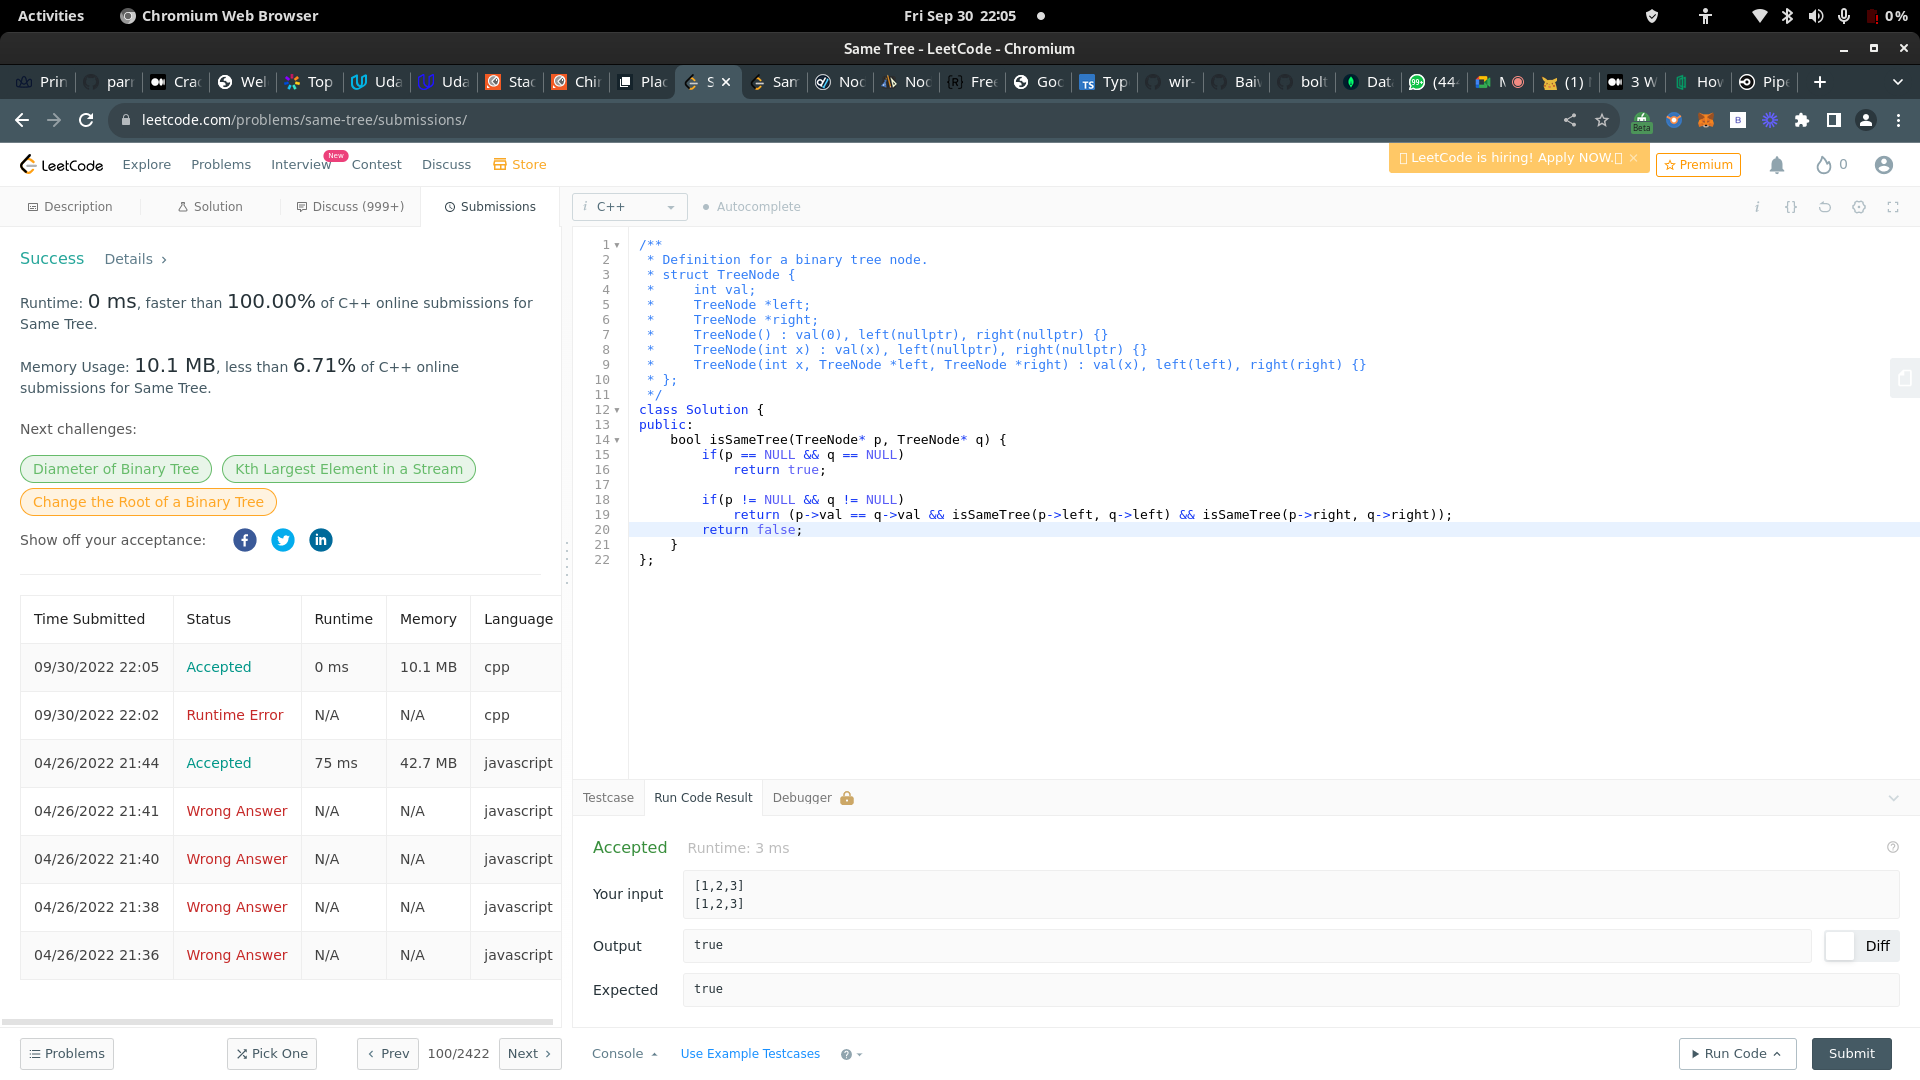 Activities Chromium Web Browser Fri Sep 30 22:05 0%
Same Tree - LeetCode - Chromium
Prin parr Crac Wel Top Uda Uda Stac Chir Plac S Sam Noc Noc Free Goc Type wir- Baiv bolt Data (44 (1) 3 W How Pipe
leetcode.com/problems/same-tree/submissions/ Beta
LeetCode Explore Problems Interview New Contest Discuss Store LeetCode is hiring! Apply NOW. × Premium 0
Description Solution Discuss (999+) Submissions
i C++ Autocomplete i {}
Success Details ›
Runtime: 0 ms, faster than 100.00% of C++ online submissions for
Same Tree.
Memory Usage: 10.1 MB, less than 6.71% of C++ online
submissions for Same Tree.
Next challenges:
Diameter of Binary Tree Kth Largest Element in a Stream
Change the Root of a Binary Tree
Show off your acceptance:
Time Submitted Status Runtime Memory Language
09/30/2022 22:05 Accepted 0 ms 10.1 MB cpp
09/30/2022 22:02 Runtime Error N/A N/A cpp
04/26/2022 21:44 Accepted 75 ms 42.7 MB javascript
04/26/2022 21:41 Wrong Answer N/A N/A javascript
04/26/2022 21:40 Wrong Answer N/A N/A javascript
04/26/2022 21:38 Wrong Answer N/A N/A javascript
04/26/2022 21:36 Wrong Answer N/A N/A javascript
1 /**
2 * Definition for a binary tree node.
3 * struct TreeNode {
4 * int val;
5 * TreeNode *left;
6 * TreeNode *right;
7 * TreeNode() : val(0), left(nullptr), right(nullptr) {}
8 * TreeNode(int x) : val(x), left(nullptr), right(nullptr) {}
9 * TreeNode(int x, TreeNode *left, TreeNode *right) : val(x), left(left), right(right) {}
10 * };
11 */
12 class Solution {
13 public:
14 bool isSameTree(TreeNode* p, TreeNode* q) {
15 if(p == NULL && q == NULL)
16 return true;
17
18 if(p != NULL && q != NULL)
19 return (p->val == q->val && isSameTree(p->left, q->left) && isSameTree(p->right, q->right));
20 return false;
21 }
22 };
Testcase Run Code Result Debugger
Accepted Runtime: 3 ms
Your input
[1,2,3]
[1,2,3]
Output true Diff
Expected true
Problems Pick One ‹ Prev 100/2422 Next ›
Console Use Example Testcases ? Run Code Submit